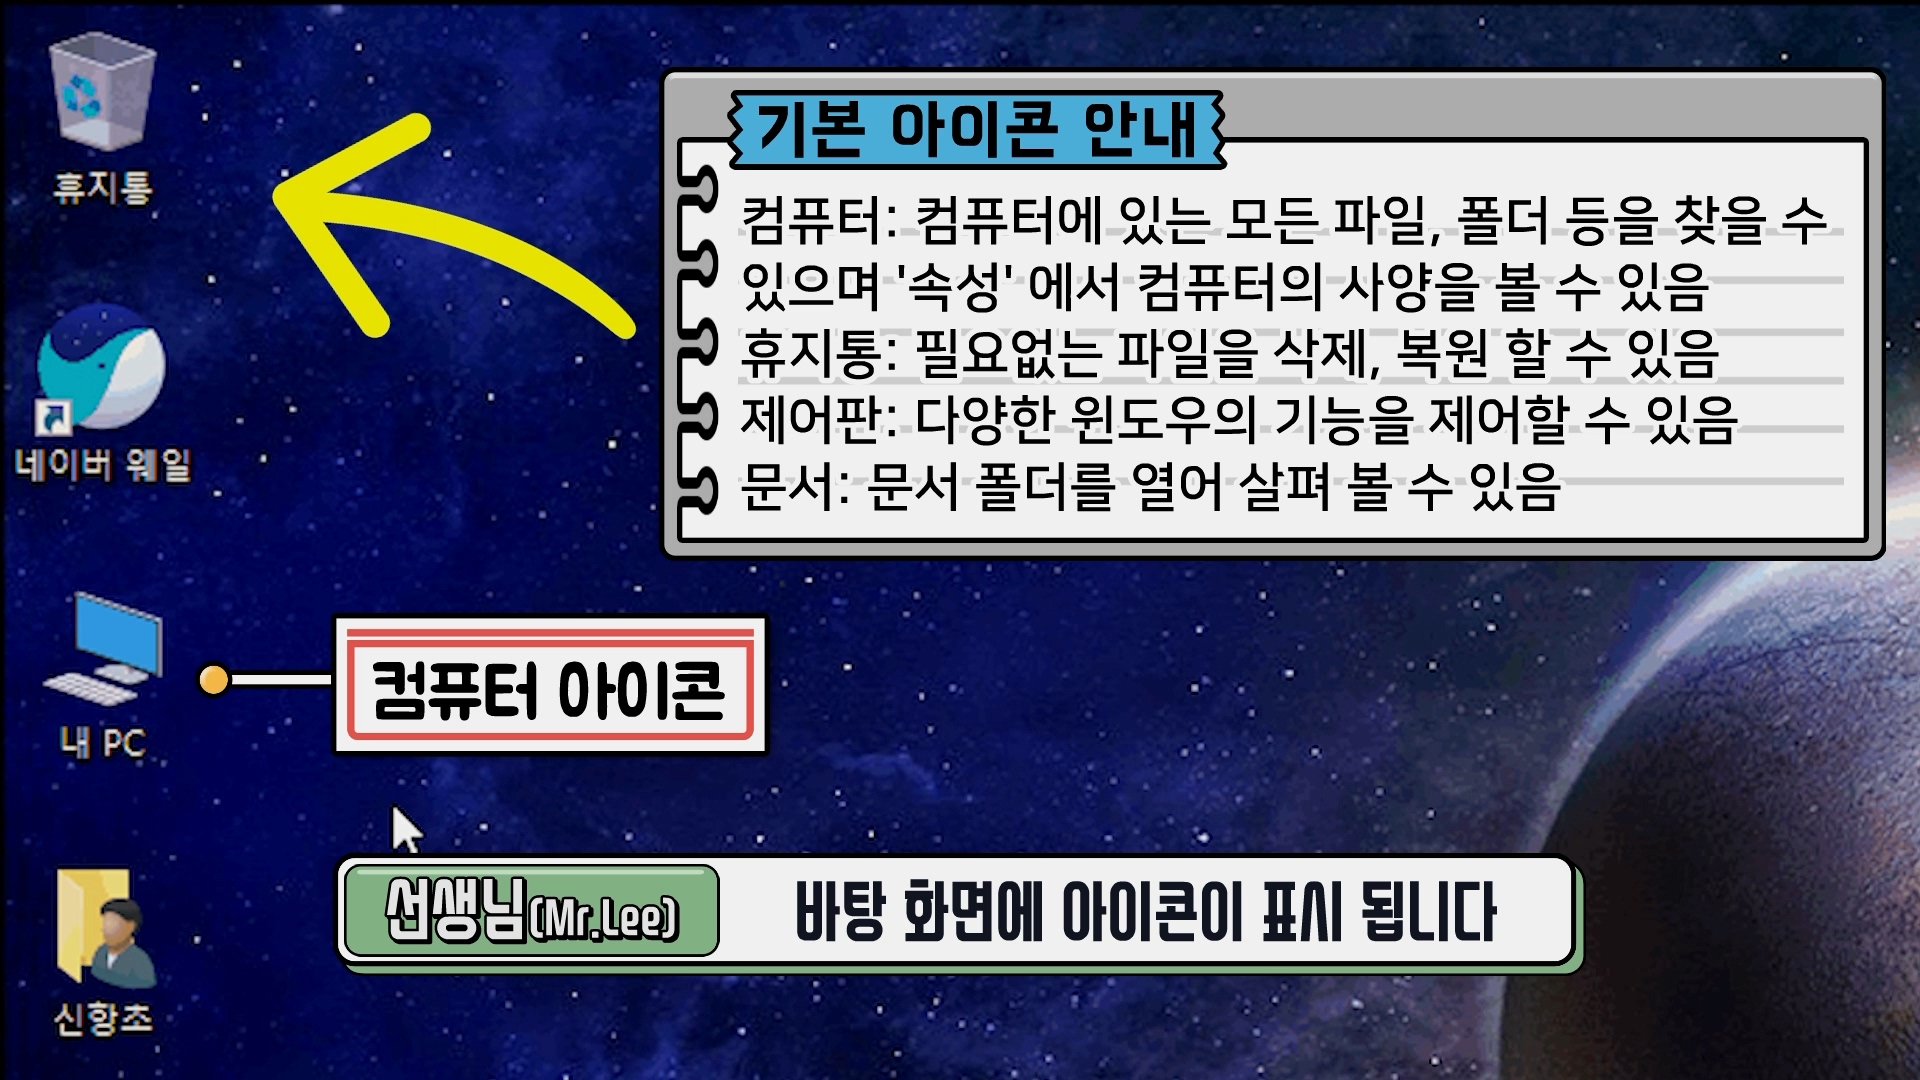 휴지통
네이버 웨일
내 PC
신항초
기본 아이콘 안내
컴퓨터: 컴퓨터에 있는 모든 파일, 폴더 등을 찾을 수
있으며 '속성' 에서 컴퓨터의 사양을 볼 수 있음
휴지통: 필요없는 파일을 삭제, 복원 할 수 있음
제어판: 다양한 윈도우의 기능을 제어할 수 있음
문서: 문서 폴더를 열어 살펴 볼 수 있음
컴퓨터 아이콘
선생님(Mr.Lee) 바탕 화면에 아이콘이 표시 됩니다